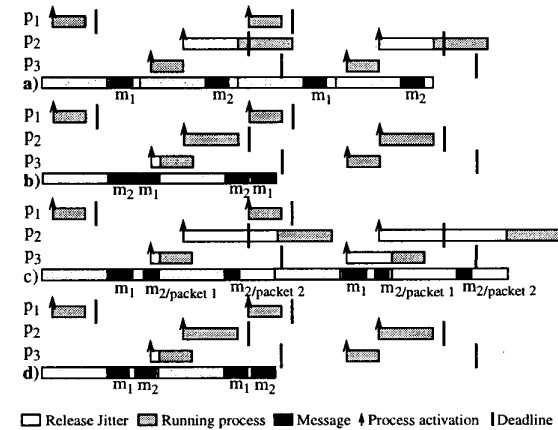 p1
p2
p3
a)
m1 m2 m1 m2
p1
p2
p3
b)
m2 m1 m2 m1
p1
p2
p3
c)
m1 m2/packet 1 m2/packet 2 m1 m2/packet 1 m2/packet 2
p1
p2
p3
d)
m1 m2 m1 m2
Release Jitter Running process Message Process activation Deadline